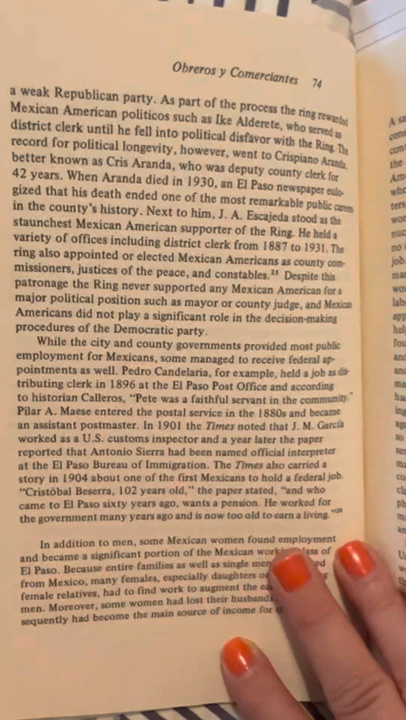 Obreros y Comerciantes 74
a weak Republican party. As part of the process the ring rewarded
Mexican American politicos such as Ike Alderete, who served as
district clerk until he fell into political disfavor with the Ring. The
record for political longevity, however, went to Crispiano Aranda,
better known as Cris Aranda, who was deputy county clerk for
42 years. When Aranda died in 1930, an El Paso newspaper eulo-
gized that his death ended one of the most remarkable public careers
in the county's history. Next to him, J. A. Escajeda stood as the
staunchest Mexican American supporter of the Ring. He held a
variety of offices including district clerk from 1887 to 1931. The
ring also appointed or elected Mexican Americans as county com-
missioners, justices of the peace, and constables.²⁵ Despite this
patronage the Ring never supported any Mexican American for a
major political position such as mayor or county judge, and Mexican
Americans did not play a significant role in the decision-making
procedures of the Democratic party.
While the city and county governments provided most public
employment for Mexicans, some managed to receive federal ap-
pointments as well. Pedro Candelaria, for example, held a job as dis-
tributing clerk in 1896 at the El Paso Post Office and according
to historian Calleros, "Pete was a faithful servant in the community."
Pilar A. Maese entered the postal service in the 1880s and became
an assistant postmaster. In 1901 the Times noted that J. M. García
worked as a U.S. customs inspector and a year later the paper
reported that Antonio Sierra had been named official interpreter
at the El Paso Bureau of Immigration. The Times also carried a
story in 1904 about one of the first Mexicans to hold a federal job.
"Cristóbal Beserra, 102 years old," the paper stated, "and who
came to El Paso sixty years ago, wants a pension. He worked for
the government many years ago and is now too old to earn a living."
In addition to men, some Mexican women found employment
and became a significant portion of the Mexican working class of
El Paso. Because entire families as well as single men
from Mexico, many females, especially daughters or
female relatives, had to find work to augment the
men. Moreover, some women had lost their husbands
sequently had become the main source of income for